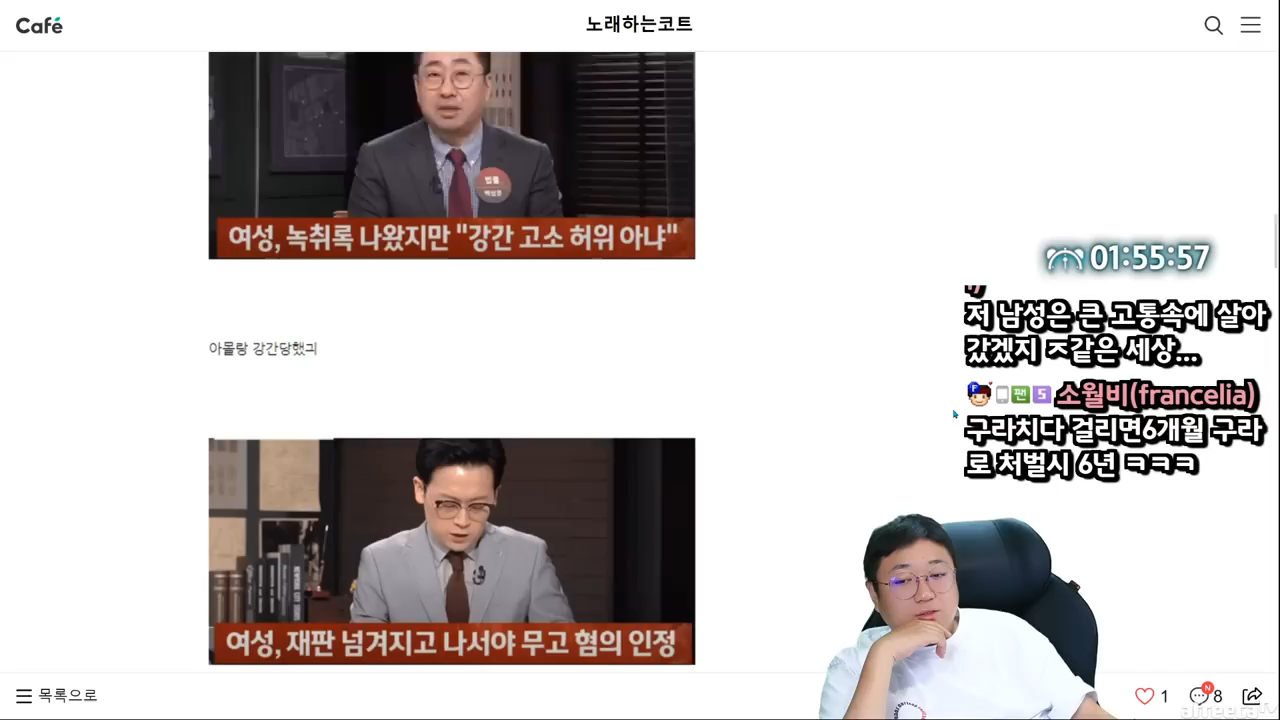 Café
노래하는코트
법률
여성, 녹취록 나왔지만 "강간 고소 허위 아냐"
01:55:57
저 남성은 큰 고통속에 살아
갔겠지 ㅈ같은 세상...
아몰랑 강간당했긔
F 팬 S 소월비(francelia)
구라치다 걸리면6개월 구라
로 처벌시 6년 ㅋㅋㅋ
여성, 재판 넘겨지고 나서야 무고 혐의 인정
목록으로
1
N
8
afreecaTV